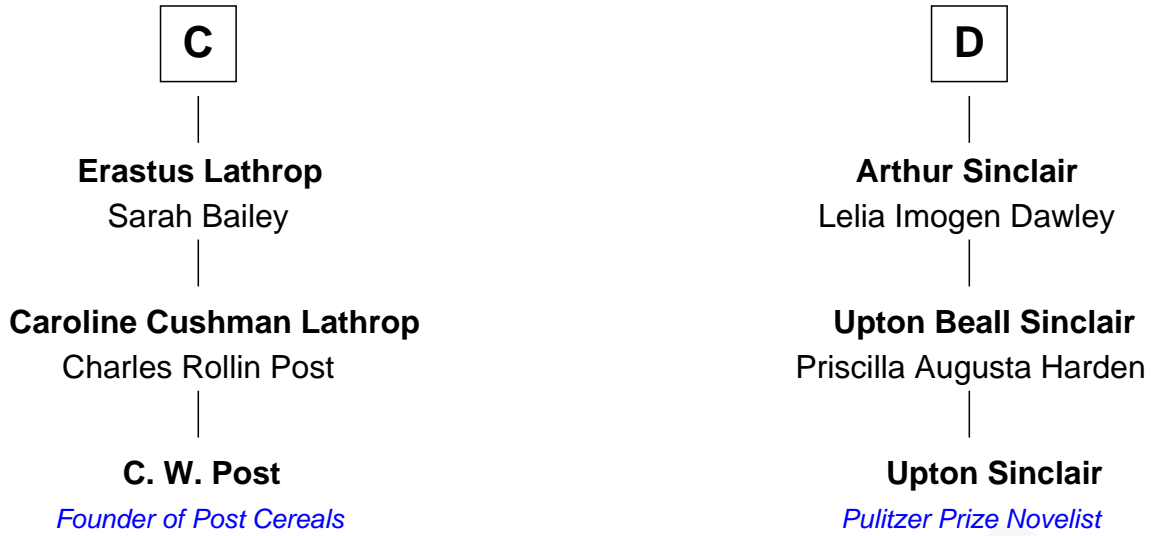 C
Erastus Lathrop
Sarah Bailey
Caroline Cushman Lathrop
Charles Rollin Post
C. W. Post
Founder of Post Cereals
D
Arthur Sinclair
Lelia Imogen Dawley
Upton Beall Sinclair
Priscilla Augusta Harden
Upton Sinclair
Pulitzer Prize Novelist